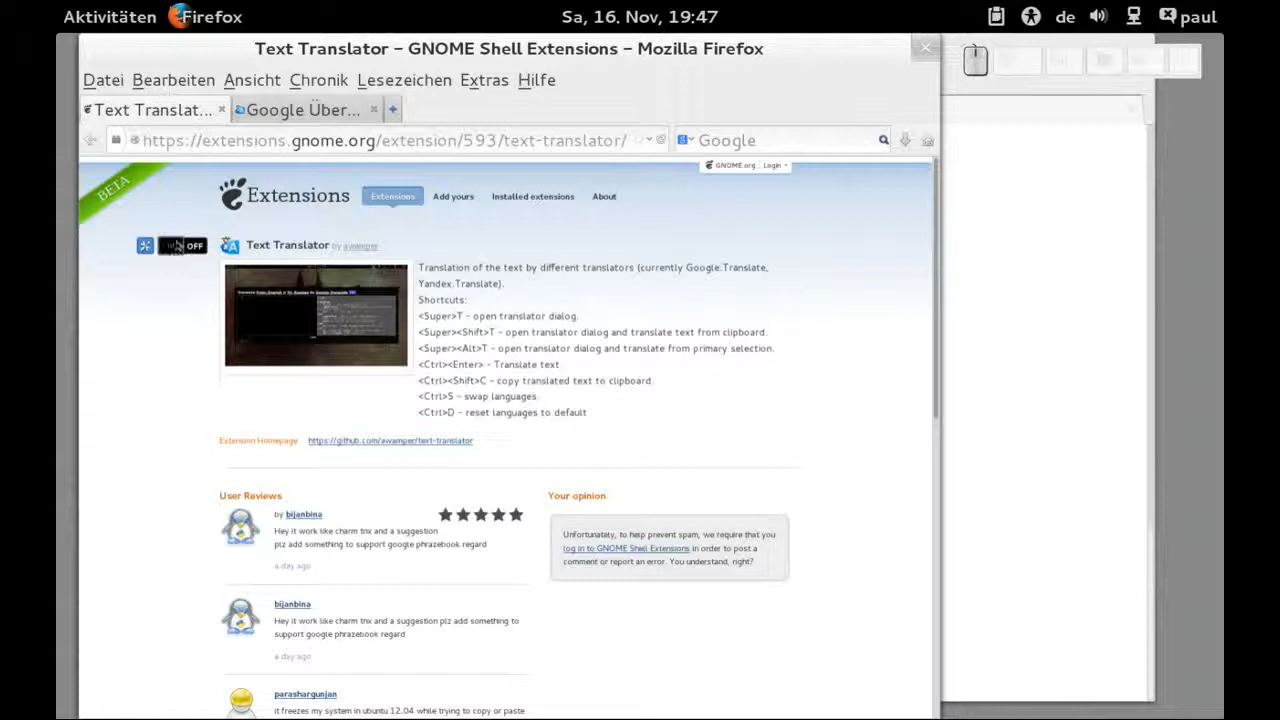 Aktivitäten Firefox Sa, 16. Nov, 19:47 de paul
Text Translator – GNOME Shell Extensions – Mozilla Firefox
Datei Bearbeiten Ansicht Chronik Lesezeichen Extras Hilfe
Text Translat... Google Über...
https://extensions.gnome.org/extension/593/text-translator/ Google
GNOME.org Login
BETA
Extensions Extensions Add yours Installed extensions About
OFF Text Translator by awamper
Translation of the text by different translators (currently Google.Translate,
Yandex.Translate).
Shortcuts:
<Super>T - open translator dialog.
<Super><Shift>T - open translator dialog and translate text from clipboard.
<Super><Alt>T - open translator dialog and translate from primary selection.
<Ctrl><Enter> - Translate text.
<Ctrl><Shift>C - copy translated text to clipboard.
<Ctrl>S - swap languages.
<Ctrl>D - reset languages to default
Extension Homepage https://github.com/awamper/text-translator
User Reviews
by bijanbina
Hey it work like charm tnx and a suggestion
plz add something to support google phrazebook regard
a day ago
bijanbina
Hey it work like charm tnx and a suggestion plz add something to
support google phrazebook regard
a day ago
parashargunjan
it freezes my system in ubuntu 12.04 while trying to copy or paste
Your opinion
Unfortunately, to help prevent spam, we require that you
log in to GNOME Shell Extensions in order to post a
comment or report an error. You understand, right?